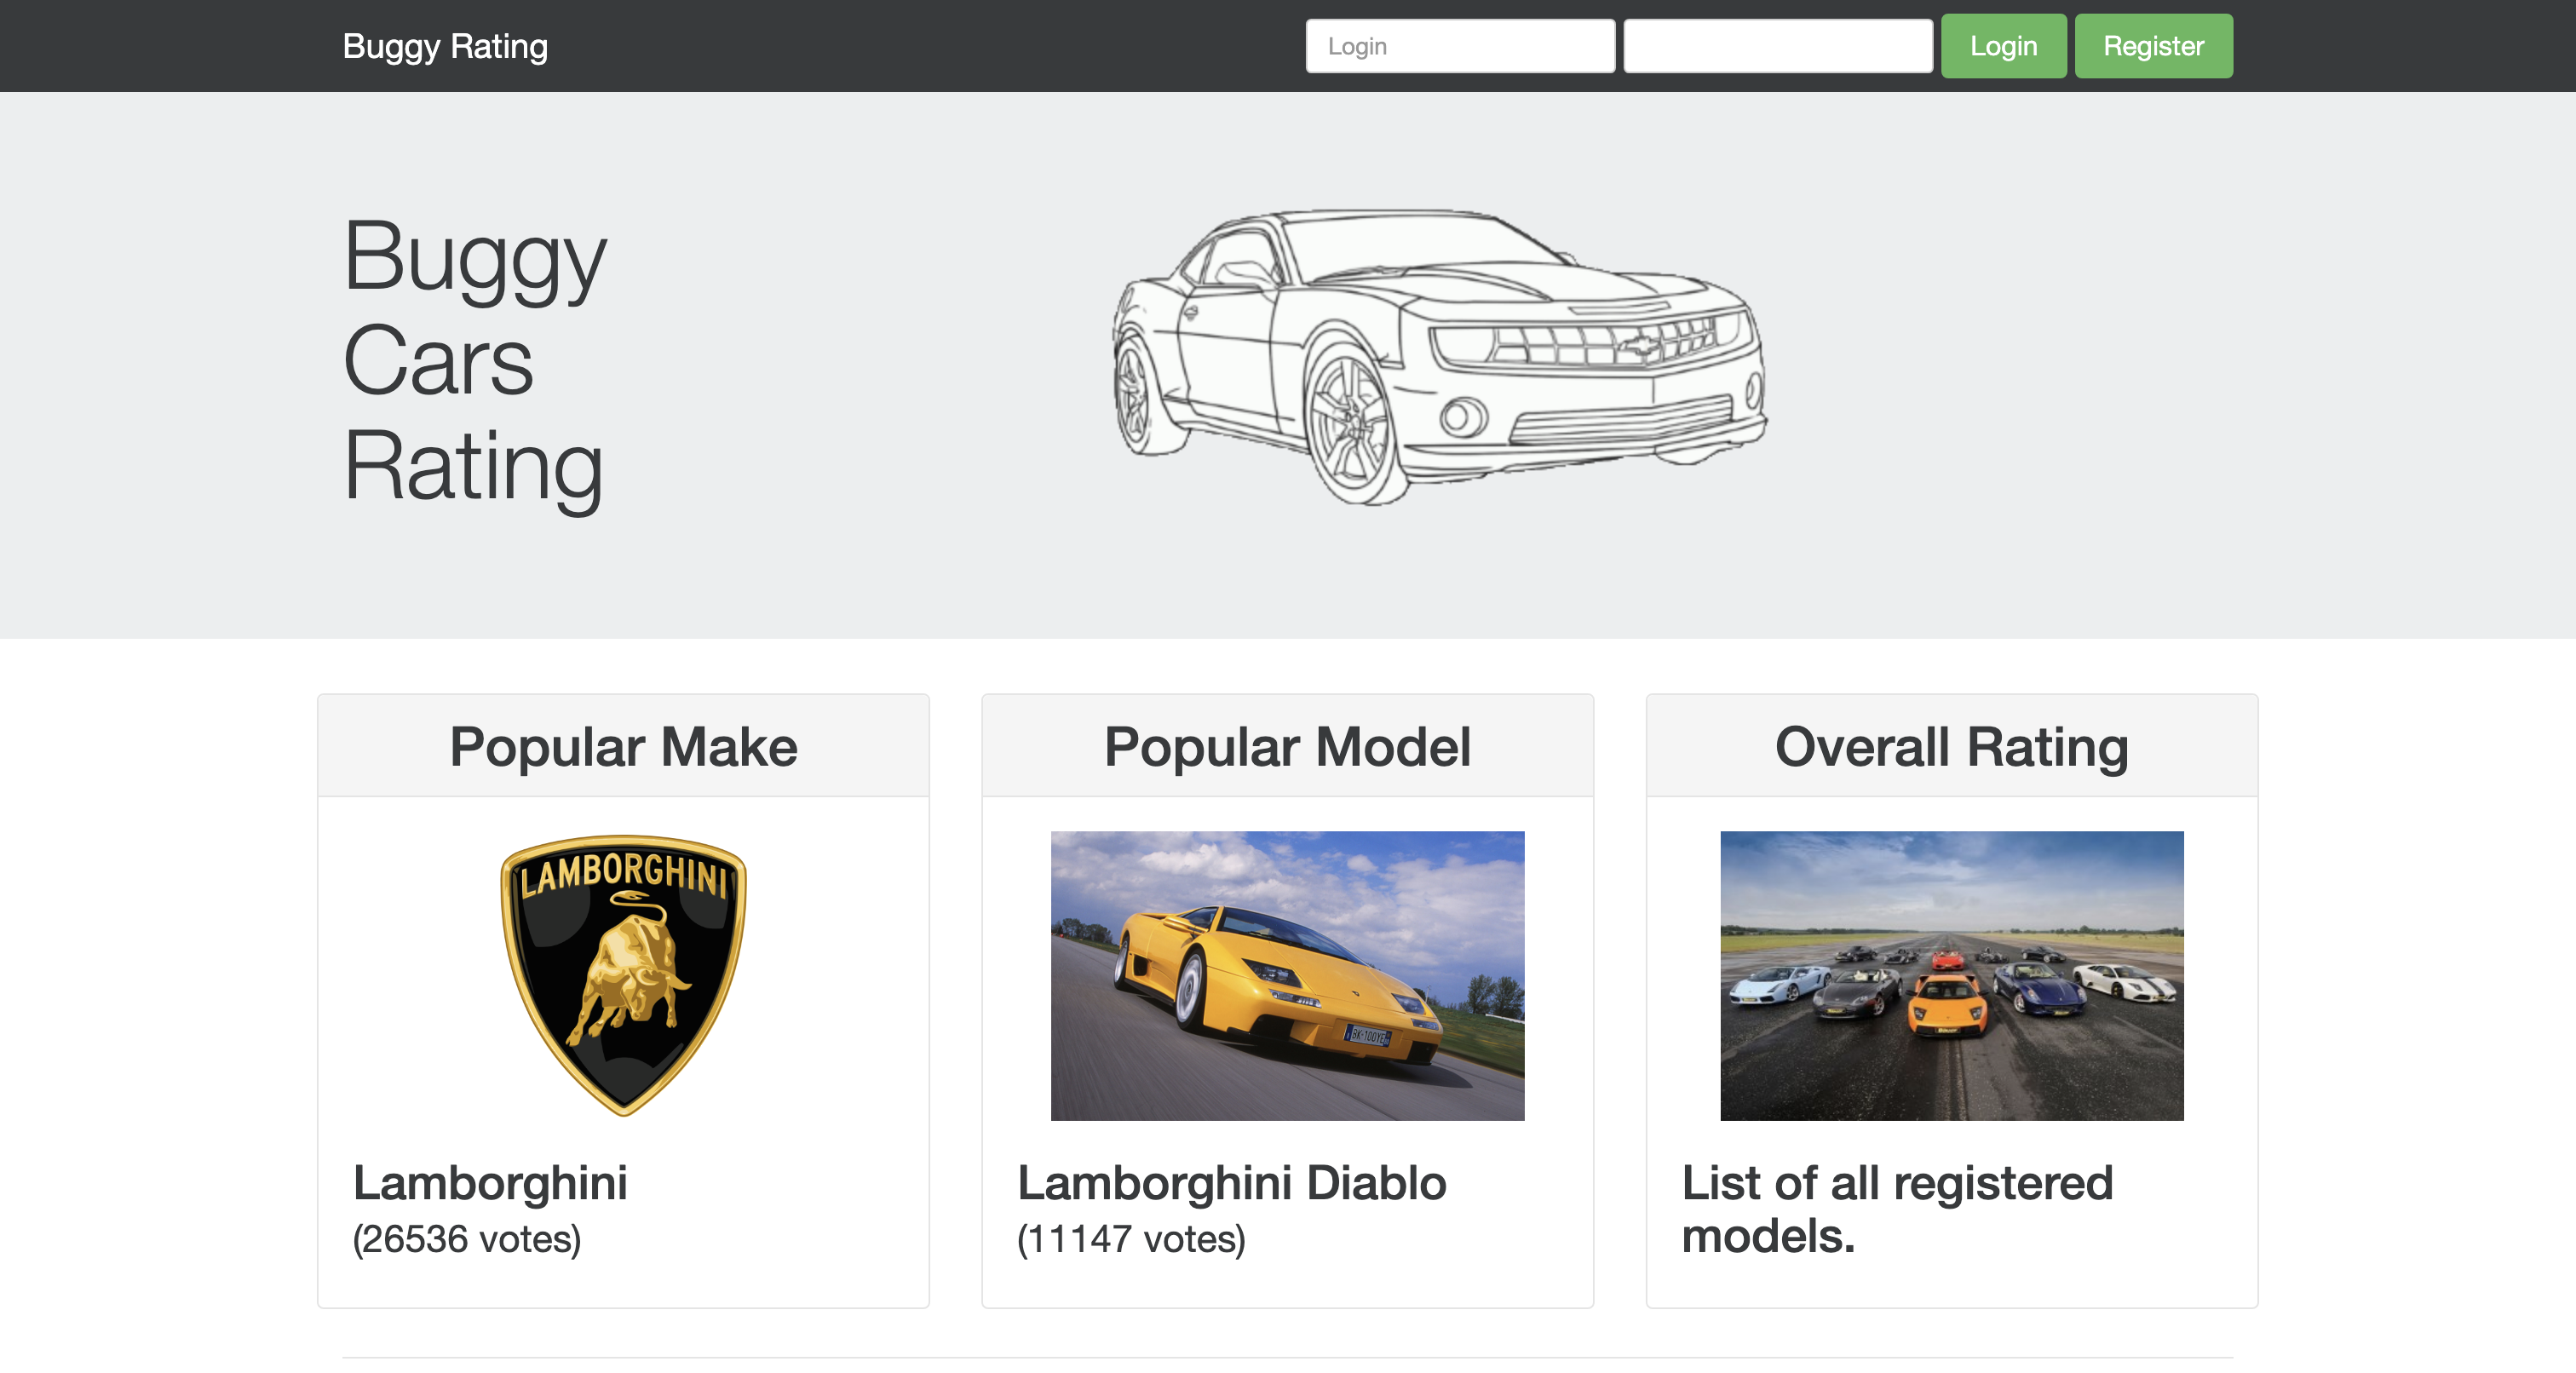 Buggy Rating
Login
Login
Register
Buggy
Cars
Rating
Popular Make
Popular Model
Overall Rating
LAMBORGHINI
Lamborghini
(26536 votes)
Lamborghini Diablo
(11147 votes)
List of all registered
models.